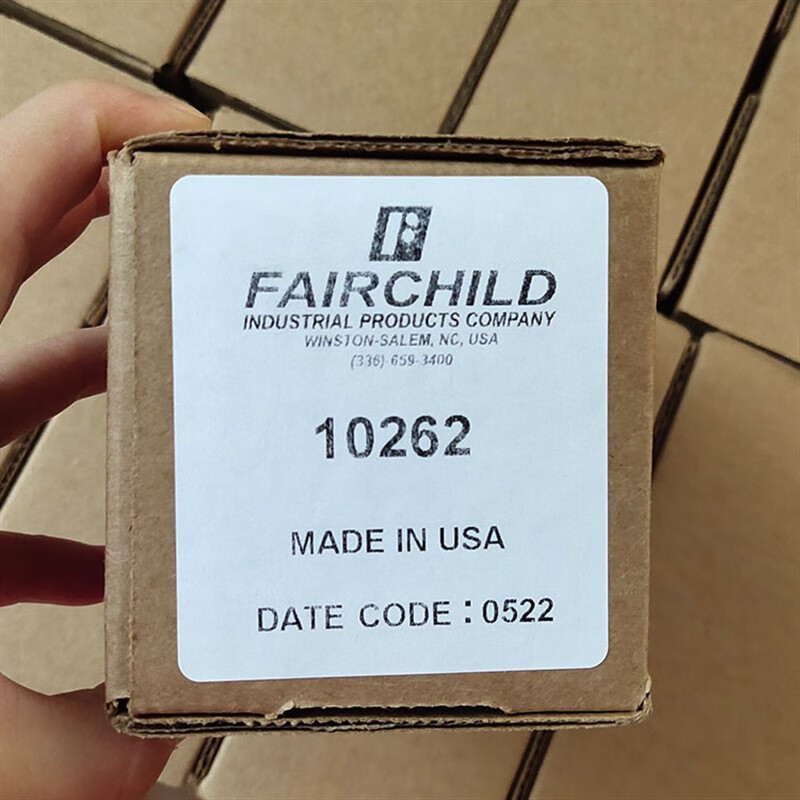 FAIRCHILD
INDUSTRIAL PRODUCTS COMPANY
WINSTON-SALEM, NC, USA
(336)-659-3400
10262
MADE IN USA
DATE CODE : 0522